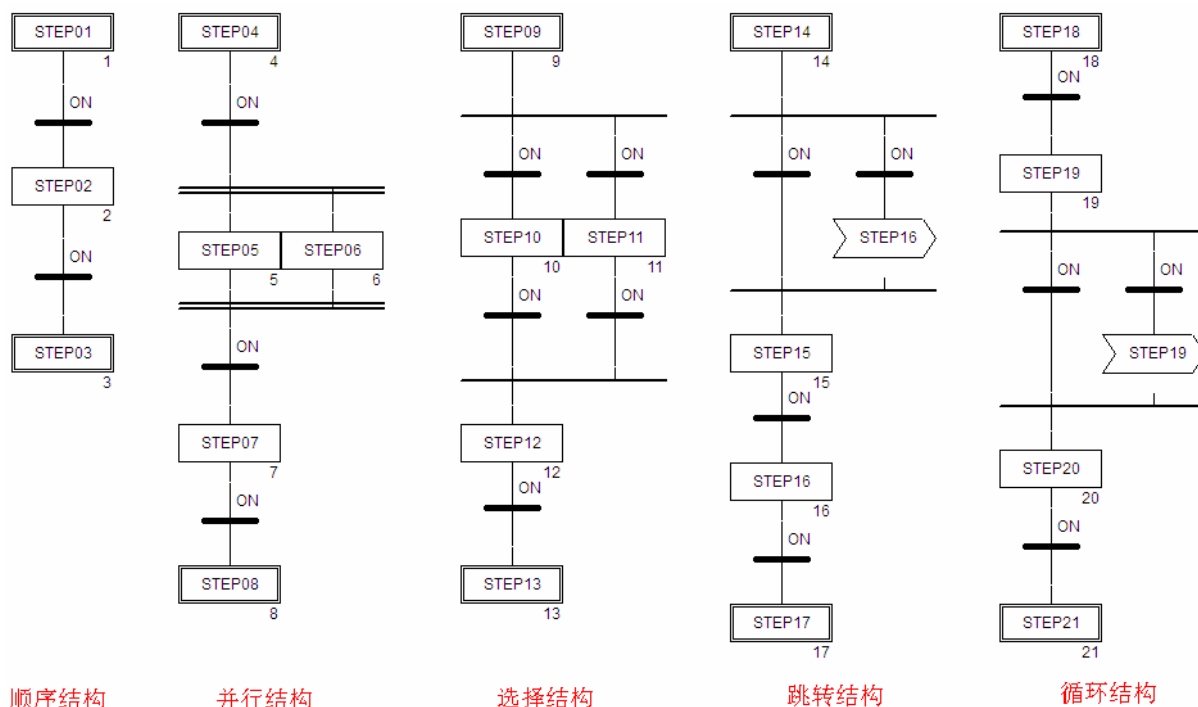 STEP01
1
ON
STEP02
2
ON
STEP03
3
顺序结构
STEP04
4
ON
STEP05
5
STEP06
6
ON
STEP07
7
ON
STEP08
8
并行结构
STEP09
9
ON
ON
STEP10
10
STEP11
11
ON
ON
STEP12
12
ON
STEP13
13
选择结构
STEP14
14
ON
ON
STEP16
STEP15
15
ON
STEP16
16
ON
STEP17
17
跳转结构
STEP18
18
ON
STEP19
19
ON
ON
STEP19
STEP20
20
ON
STEP21
21
循环结构